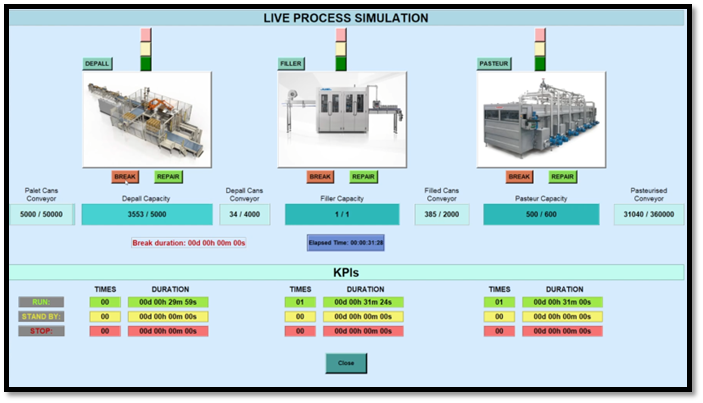 LIVE PROCESS SIMULATION
DEPALL
FILLER
PASTEUR
BREAK REPAIR
BREAK REPAIR
BREAK REPAIR
Palet Cans
Conveyor
5000 / 50000
Depall Capacity
3553 / 5000
Depall Cans
Conveyor
34 / 4000
Filler Capacity
1 / 1
Filled Cans
Conveyor
385 / 2000
Pasteur Capacity
500 / 600
Pasteurised
Conveyor
31040 / 360000
Break duration: 00d 00h 00m 00s
Elapsed Time: 00:00:31:28
KPIs
TIMES DURATION TIMES DURATION TIMES DURATION
RUN: 00 00d 00h 29m 59s 01 00d 00h 31m 24s 01 00d 00h 31m 00s
STAND BY: 00 00d 00h 00m 00s 00 00d 00h 00m 00s 00 00d 00h 00m 00s
STOP: 00 00d 00h 00m 00s 00 00d 00h 00m 00s 00 00d 00h 00m 00s
Close